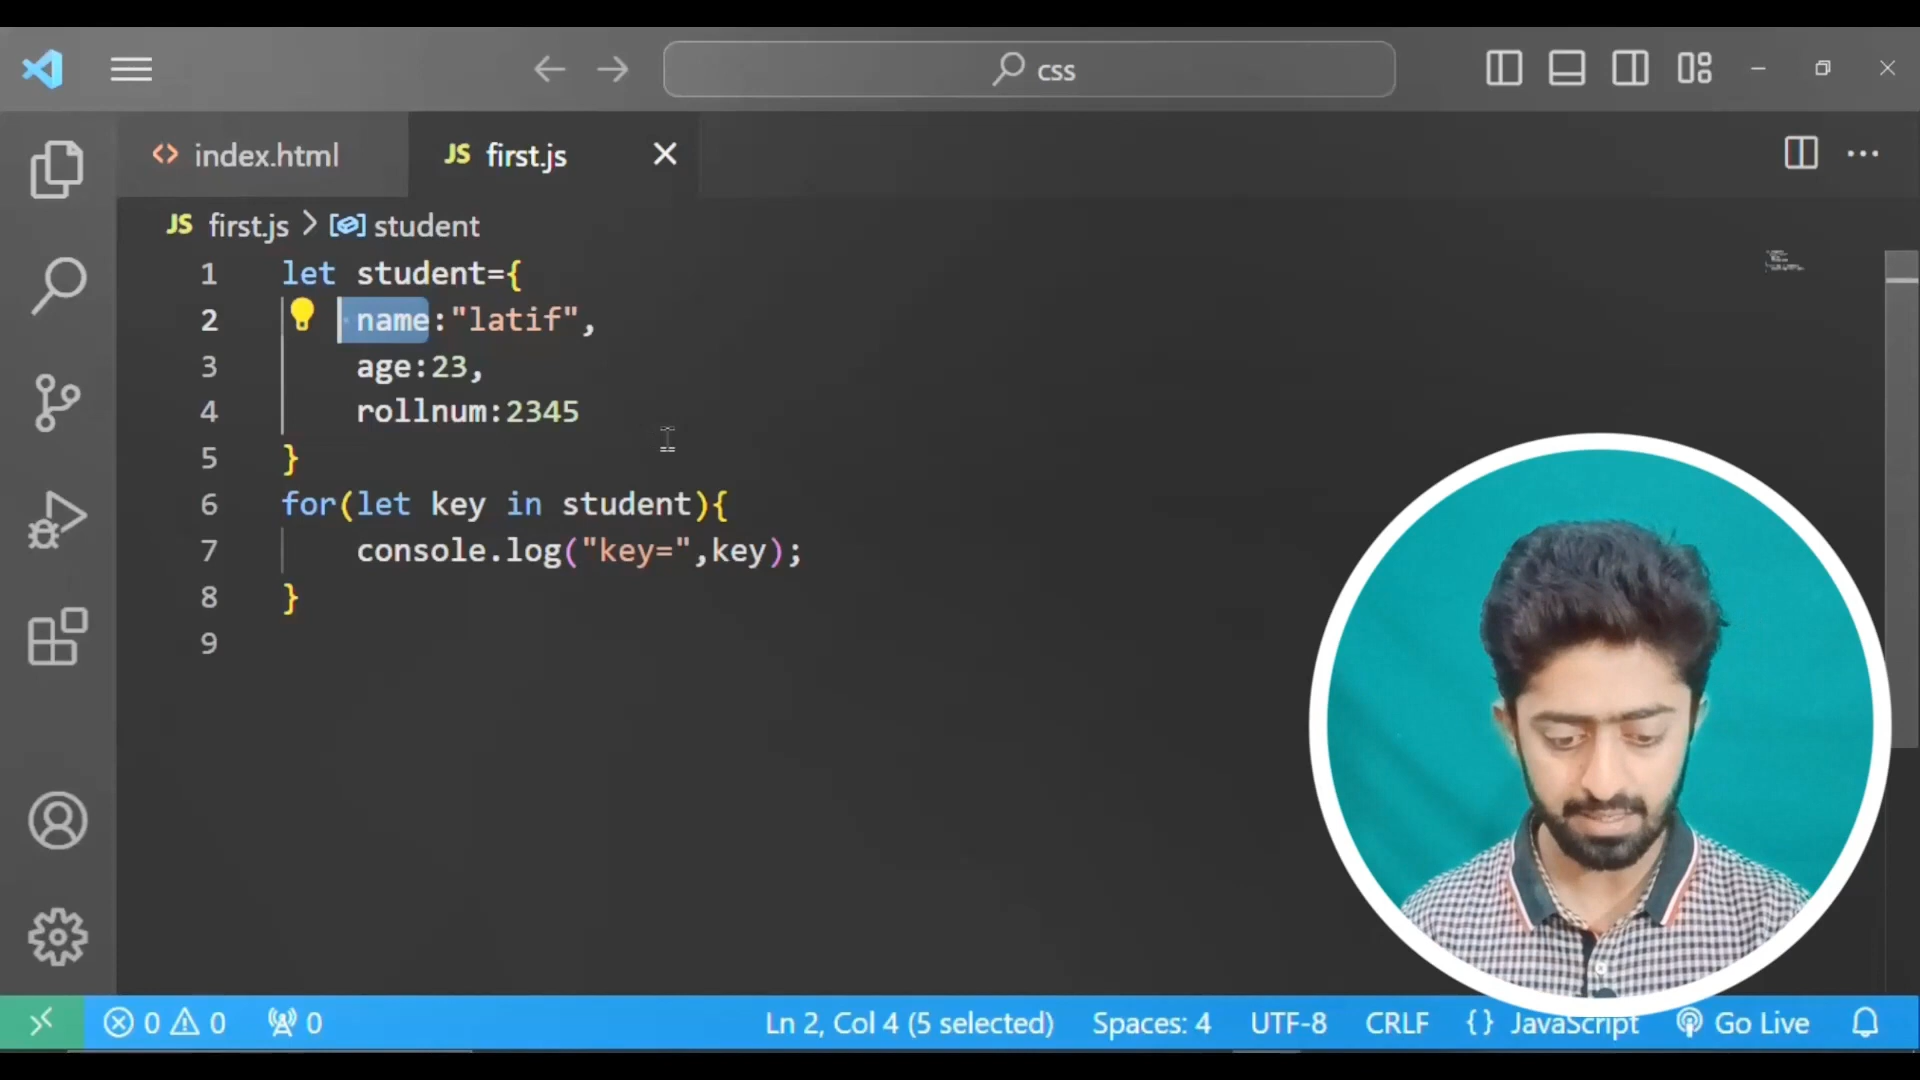 css
index.html
JS first.js
JS first.js > student
1 let student={
2 name:"latif",
3 age:23,
4 rollnum:2345
5 }
6 for(let key in student){
7 console.log("key=",key);
8 }
9
0 0 0 Ln 2, Col 4 (5 selected) Spaces: 4 UTF-8 CRLF {} JavaScript Go Live